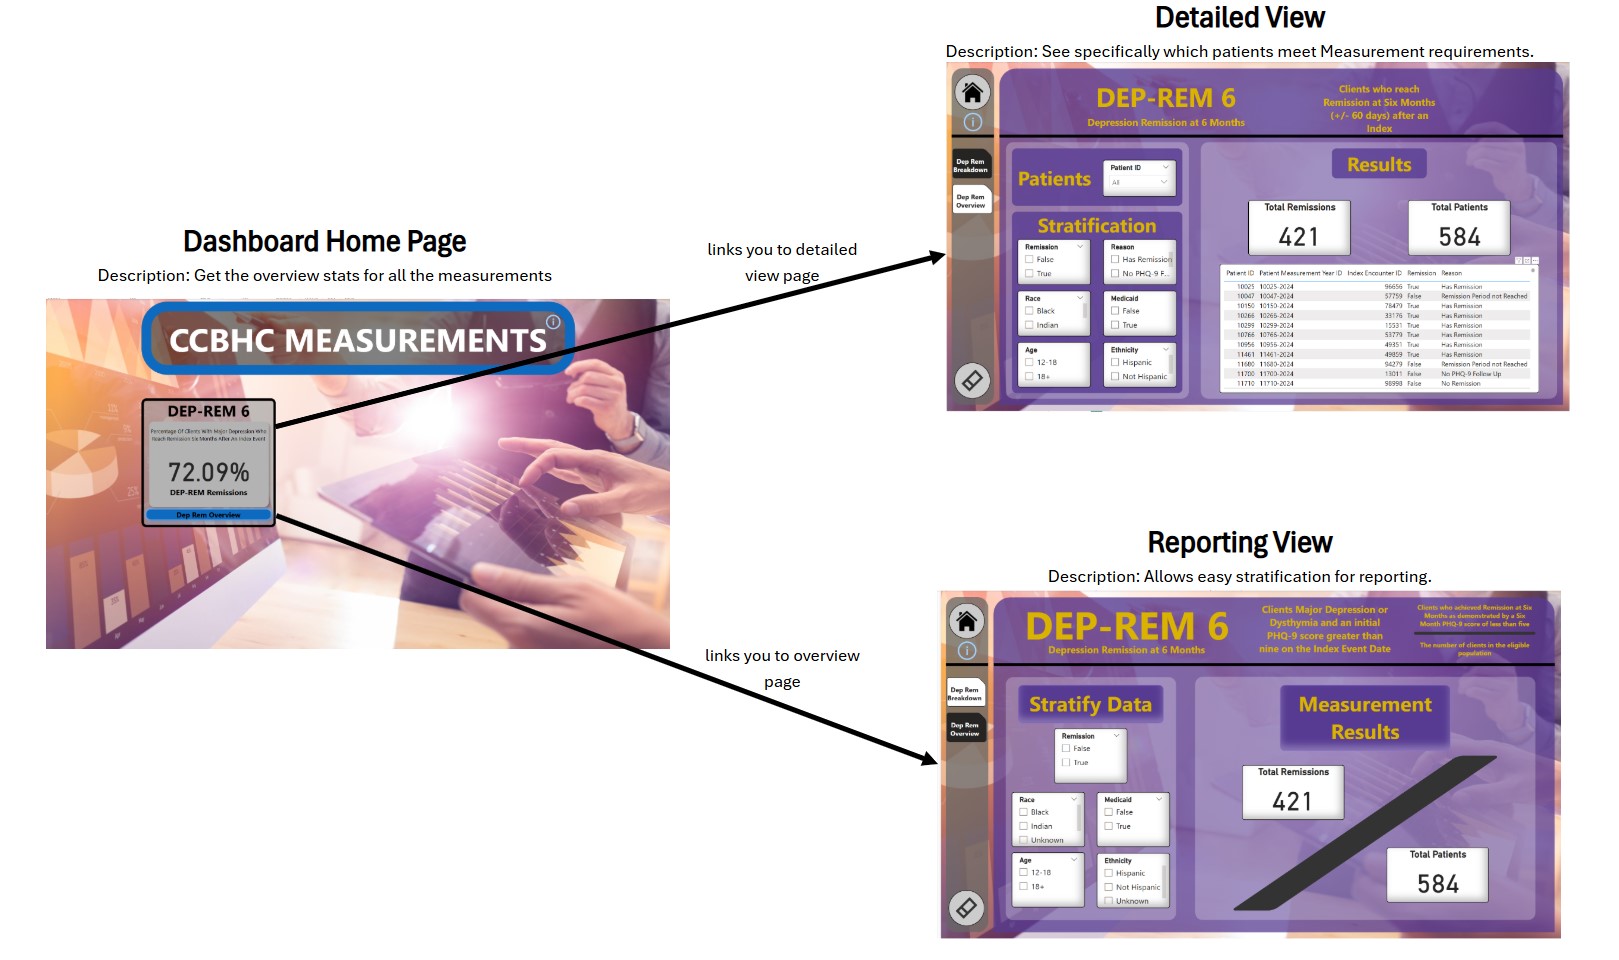 Detailed View
Description: See specifically which patients meet Measurement requirements.
DEP-REM 6
Depression Remission at 6 Months
Clients who reach
Remission at Six Months
(+/- 60 days) after an
Index
Dep Rem
Breakdown
Dep Rem
Overview
Patients
Patient ID
All
Stratification
Remission
False
True
Reason
Has Remission
No PHQ-9 F...
Race
Black
Indian
Medicaid
False
True
Age
12-18
18+
Ethnicity
Hispanic
Not Hispanic
Results
Total Remissions
421
Total Patients
584
Patient ID Patient Measurement Year ID Index Encounter ID Remission Reason
10025 10025-2024 96656 True Has Remission
10047 10047-2024 57759 False Remission Period not Reached
10150 10150-2024 78479 True Has Remission
10266 10266-2024 33176 True Has Remission
10299 10299-2024 15531 True Has Remission
10766 10766-2024 53779 True Has Remission
10956 10956-2024 49351 True Has Remission
11461 11461-2024 49859 True Has Remission
11680 11680-2024 94279 False Remission Period not Reached
11700 11700-2024 13011 False No PHQ-9 Follow Up
11710 11710-2024 98998 False No Remission
Dashboard Home Page
Description: Get the overview stats for all the measurements
CCBHC MEASUREMENTS
DEP-REM 6
Percentage Of Clients With Major Depression Who
Reach Remission Six Months After An Index Event
72.09%
DEP-REM Remissions
Dep Rem Overview
links you to detailed
view page
links you to overview
page
Reporting View
Description: Allows easy stratification for reporting.
DEP-REM 6
Depression Remission at 6 Months
Clients Major Depression or
Dysthymia and an initial
PHQ-9 score greater than
nine on the Index Event Date
Clients who achieved Remission at Six
Months as demonstrated by a Six
Month PHQ-9 score of less than five
The number of clients in the eligible
population
Dep Rem
Breakdown
Dep Rem
Overview
Stratify Data
Remission
False
True
Race
Black
Indian
Unknown
Medicaid
False
True
Age
12-18
18+
Ethnicity
Hispanic
Not Hispanic
Unknown
Measurement
Results
Total Remissions
421
Total Patients
584